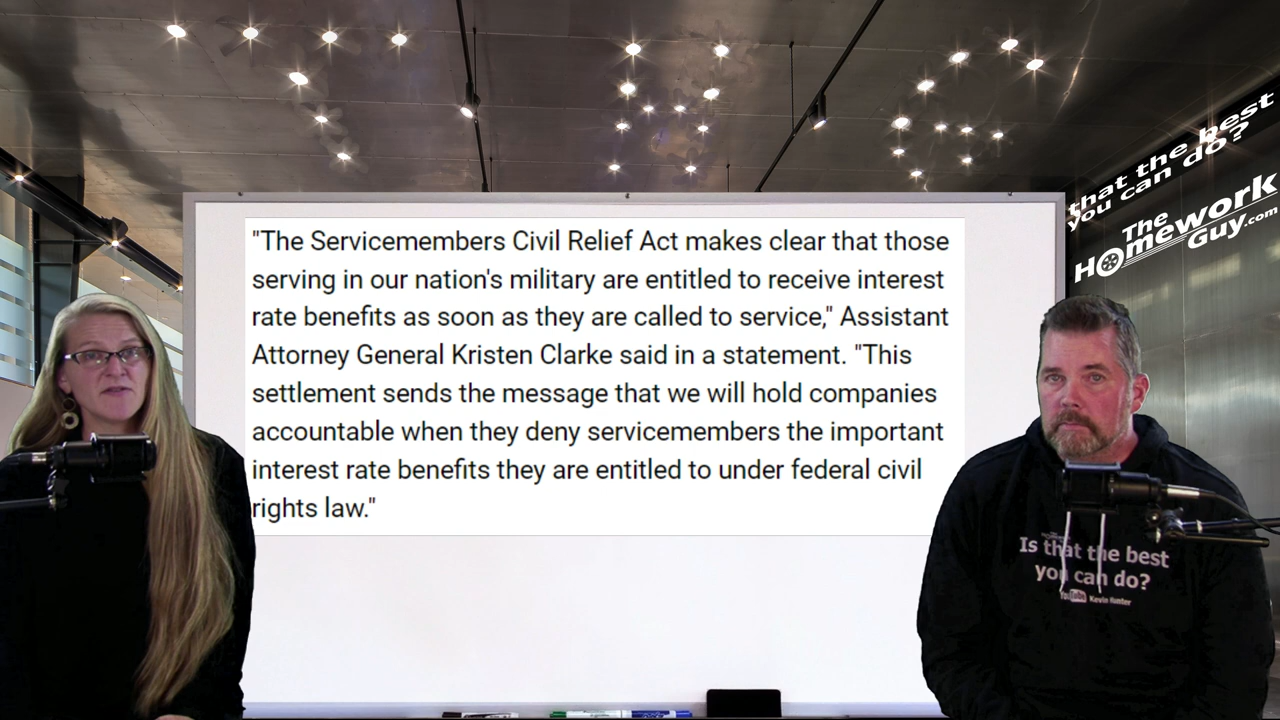 "The Servicemembers Civil Relief Act makes clear that those
serving in our nation's military are entitled to receive interest
rate benefits as soon as they are called to service," Assistant
Attorney General Kristen Clarke said in a statement. "This
settlement sends the message that we will hold companies
accountable when they deny servicemembers the important
interest rate benefits they are entitled to under federal civil
rights law."
that the best
you can do?
The
Homework
Guy.com
Is that the best
you can do?
YouTube Kevin Hunter